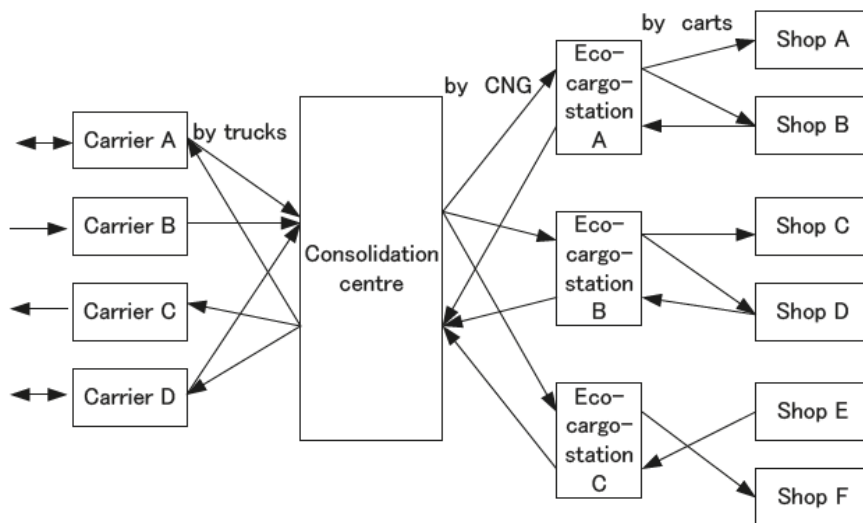 by carts
Shop A
Eco-
cargo-
station
A
by CNG
Shop B
Carrier A
by trucks
Carrier B
Consolidation
centre
Eco-
cargo-
station
B
Shop C
Carrier C
Shop D
Carrier D
Eco-
cargo-
station
C
Shop E
Shop F